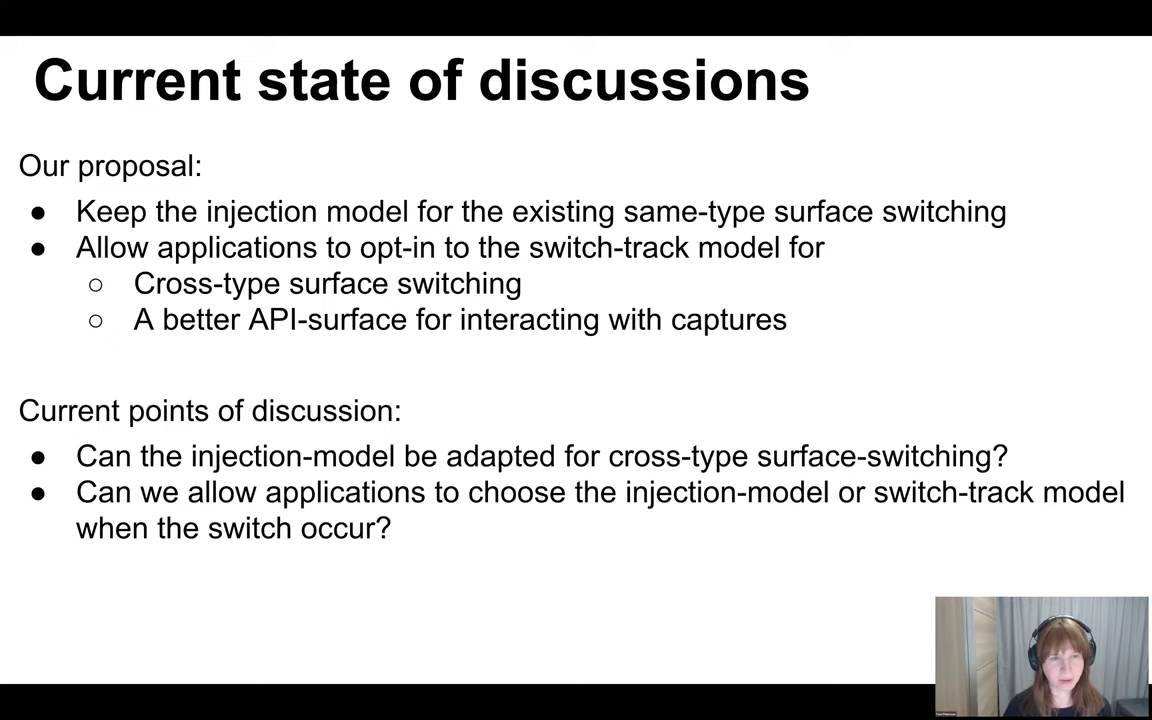 Current state of discussions
Our proposal:
● Keep the injection model for the existing same-type surface switching
● Allow applications to opt-in to the switch-track model for
○ Cross-type surface switching
○ A better API-surface for interacting with captures
Current points of discussion:
● Can the injection-model be adapted for cross-type surface-switching?
● Can we allow applications to choose the injection-model or switch-track model
when the switch occur?